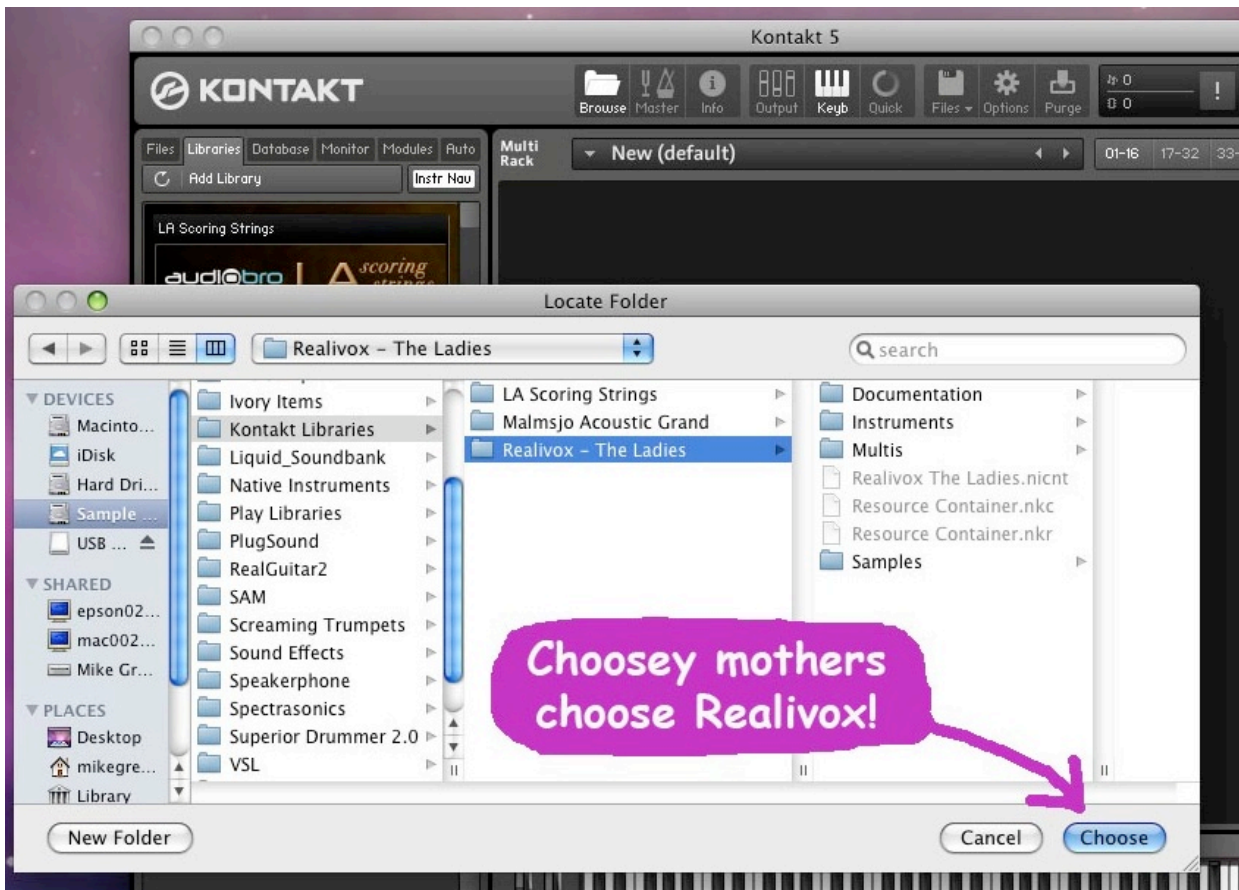 Kontakt 5
KONTAKT
Browse Master Info Output Keyb Quick Files Options Purge
0
0
!
Files Libraries Database Monitor Modules Auto
Multi Rack
New (default)
01-16 17-32 33-
Add Library
Instr Nav
LA Scoring Strings
audiobro LA scoring strings
Locate Folder
Realivox – The Ladies
search
DEVICES
Macinto...
iDisk
Hard Dri...
Sample ...
USB ...
SHARED
epson02...
mac002...
Mike Gr...
PLACES
Desktop
mikegre...
Library
Ivory Items
Kontakt Libraries
Liquid_Soundbank
Native Instruments
Play Libraries
PlugSound
RealGuitar2
SAM
Screaming Trumpets
Sound Effects
Speakerphone
Spectrasonics
Superior Drummer 2.0
VSL
LA Scoring Strings
Malmsjo Acoustic Grand
Realivox – The Ladies
Documentation
Instruments
Multis
Realivox The Ladies.nicnt
Resource Container.nkc
Resource Container.nkr
Samples
Choosey mothers
choose Realivox!
New Folder
Cancel
Choose